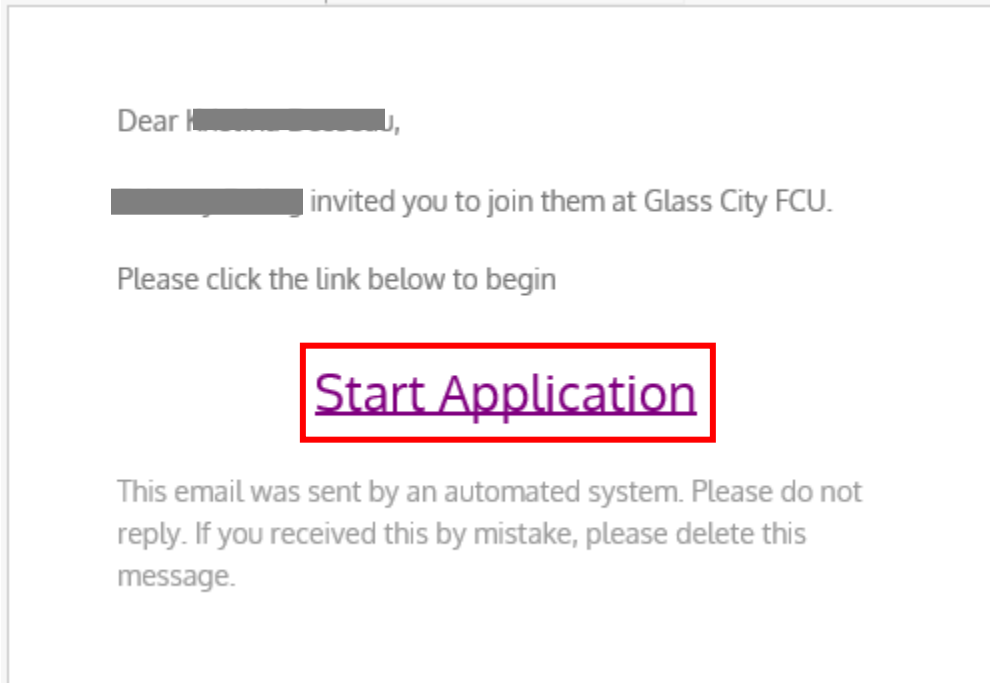 Dear
invited you to join them at Glass City FCU.
Please click the link below to begin
Start Application
This email was sent by an automated system. Please do not
reply. If you received this by mistake, please delete this
message.